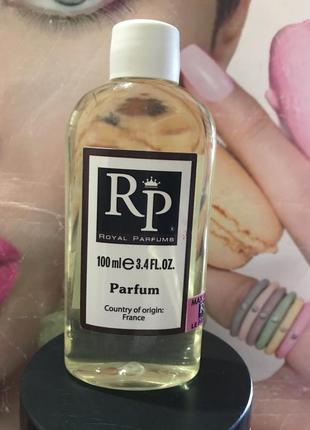 RP
ROYAL PARFUMS
100 ml e 3.4 FL.OZ.
Parfum
Country of origin:
France